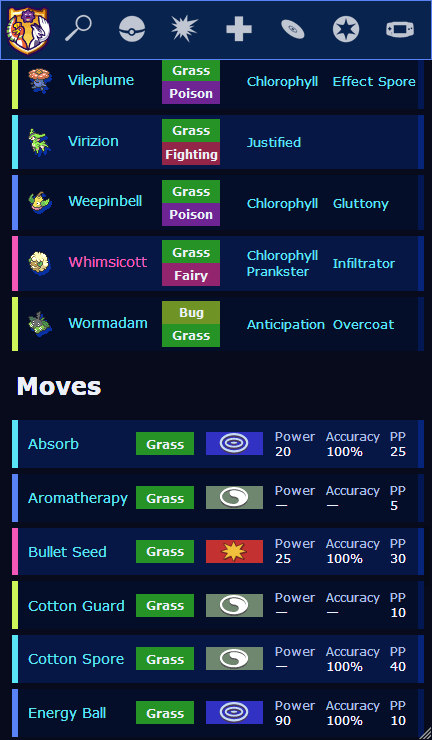 Vileplume Grass Poison Chlorophyll Effect Spore
Virizion Grass Fighting Justified
Weepinbell Grass Poison Chlorophyll Gluttony
Whimsicott Grass Fairy Chlorophyll Prankster Infiltrator
Wormadam Bug Grass Anticipation Overcoat
Moves
Absorb Grass Power 20 Accuracy 100% PP 25
Aromatherapy Grass Power — Accuracy — PP 5
Bullet Seed Grass Power 25 Accuracy 100% PP 30
Cotton Guard Grass Power — Accuracy — PP 10
Cotton Spore Grass Power — Accuracy 100% PP 40
Energy Ball Grass Power 90 Accuracy 100% PP 10